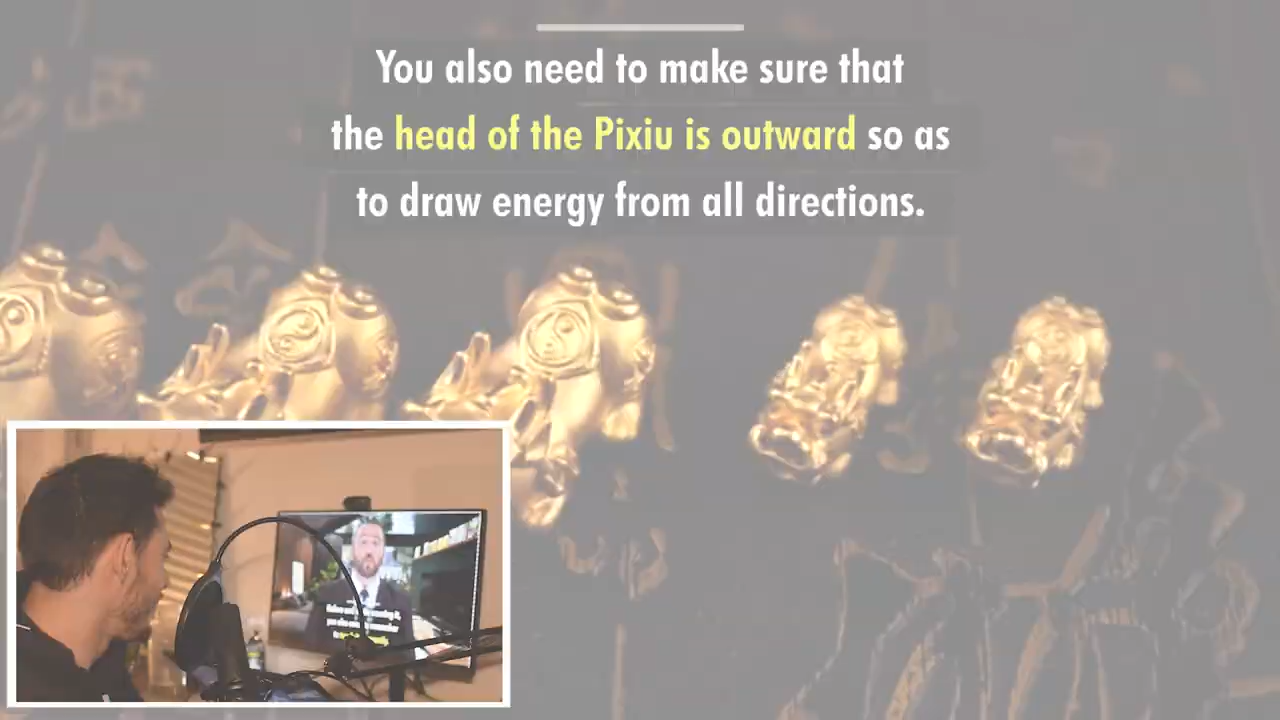 You also need to make sure that
the head of the Pixiu is outward so as
to draw energy from all directions.